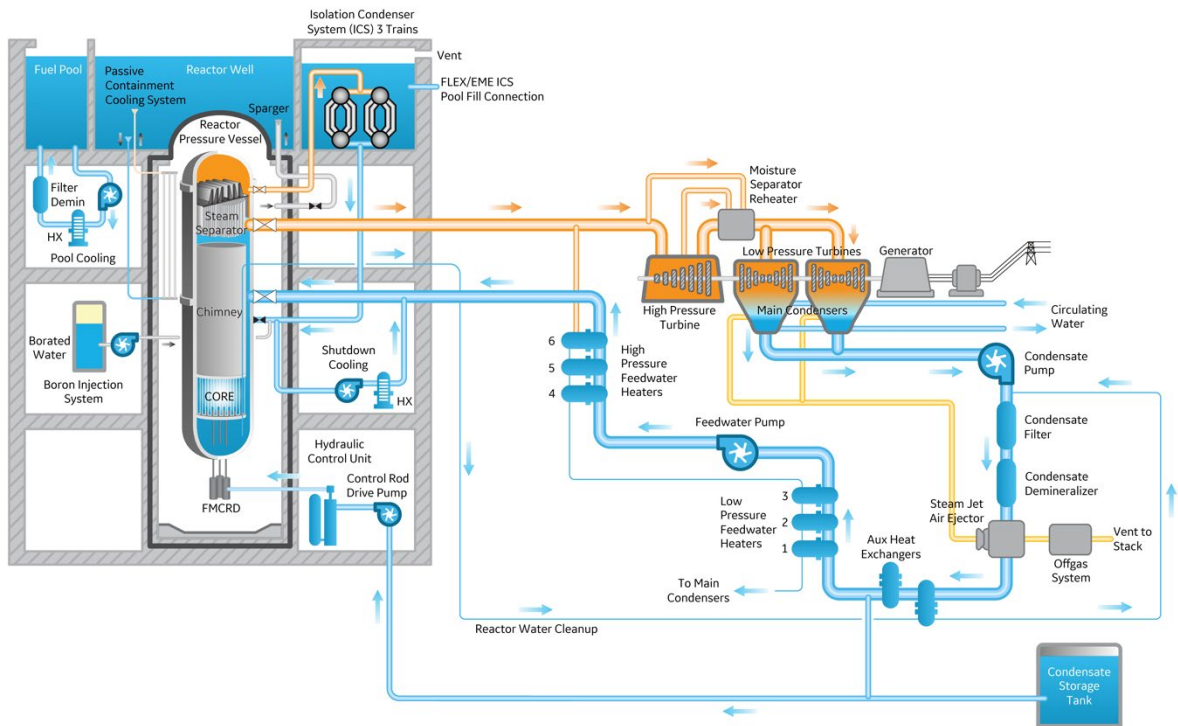 Isolation Condenser
System (ICS) 3 Trains
Vent
Fuel Pool
Passive
Containment
Cooling System
Reactor Well
Sparger
FLEX/EME ICS
Pool Fill Connection
Reactor
Pressure Vessel
Filter
Demin
HX
Pool Cooling
Steam
Separator
Chimney
Borated
Water
Boron Injection
System
CORE
Shutdown
Cooling
HX
Hydraulic
Control Unit
Control Rod
Drive Pump
FMCRD
Moisture
Separator
Reheater
Low Pressure Turbines
Generator
High Pressure
Turbine
Main Condensers
Circulating
Water
6
5
4
High
Pressure
Feedwater
Heaters
Condensate
Pump
Feedwater Pump
Condensate
Filter
Condensate
Demineralizer
3
2
1
Low
Pressure
Feedwater
Heaters
Steam Jet
Air Ejector
Vent to
Stack
Offgas
System
Aux Heat
Exchangers
To Main
Condensers
Reactor Water Cleanup
Condensate
Storage
Tank